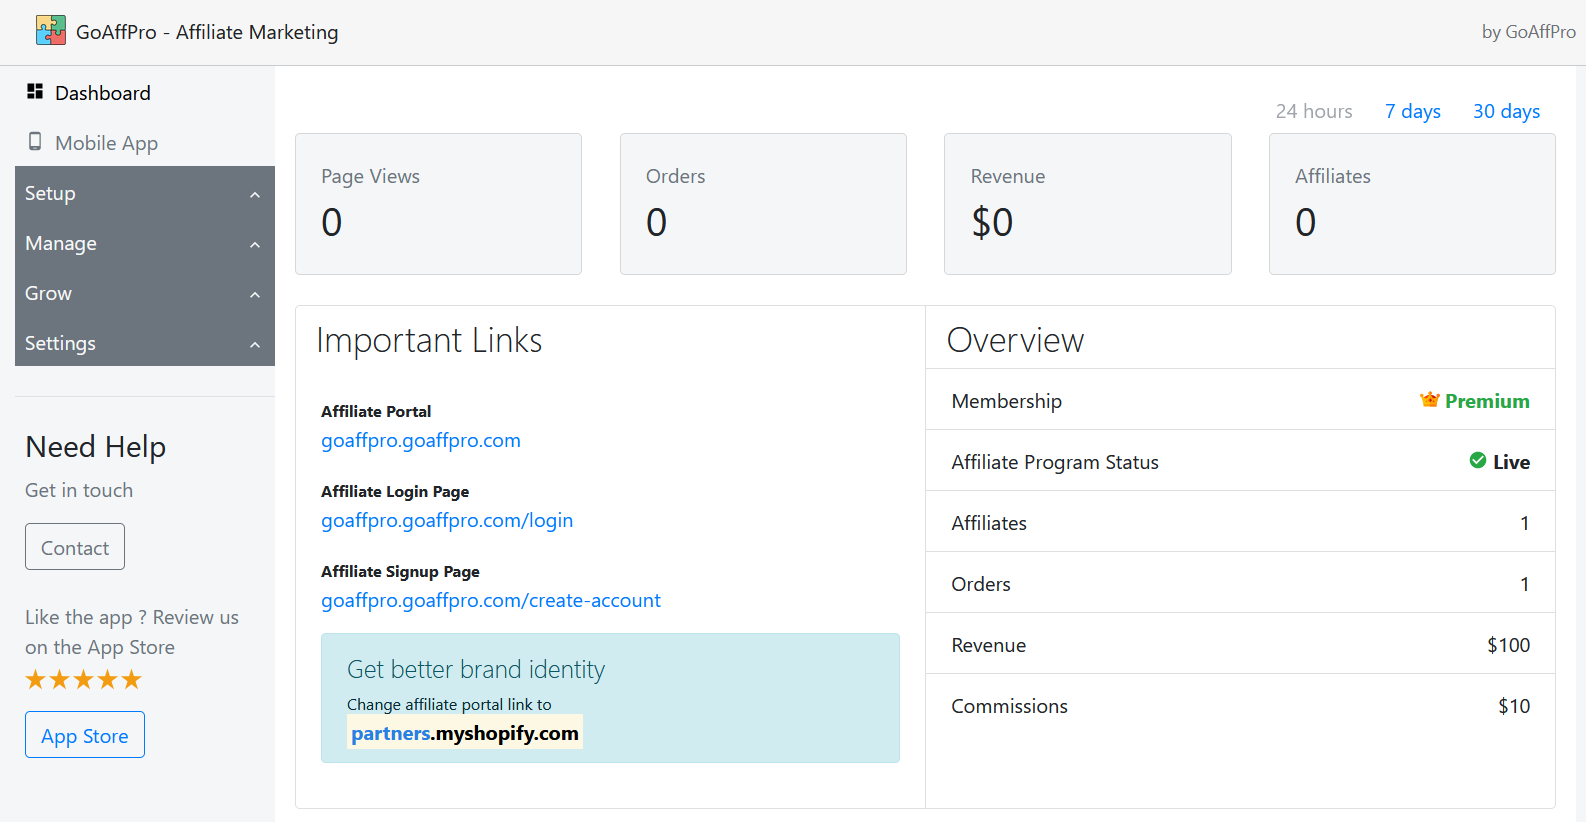 GoAffPro - Affiliate Marketing
by GoAffPro
Dashboard
Mobile App
Setup
Manage
Grow
Settings
Need Help
Get in touch
Contact
Like the app ? Review us
on the App Store
App Store
24 hours 7 days 30 days
Page Views
0
Orders
0
Revenue
$0
Affiliates
0
Important Links
Affiliate Portal
goaffpro.goaffpro.com
Affiliate Login Page
goaffpro.goaffpro.com/login
Affiliate Signup Page
goaffpro.goaffpro.com/create-account
Get better brand identity
Change affiliate portal link to
partners.myshopify.com
Overview
Membership Premium
Affiliate Program Status Live
Affiliates 1
Orders 1
Revenue $100
Commissions $10